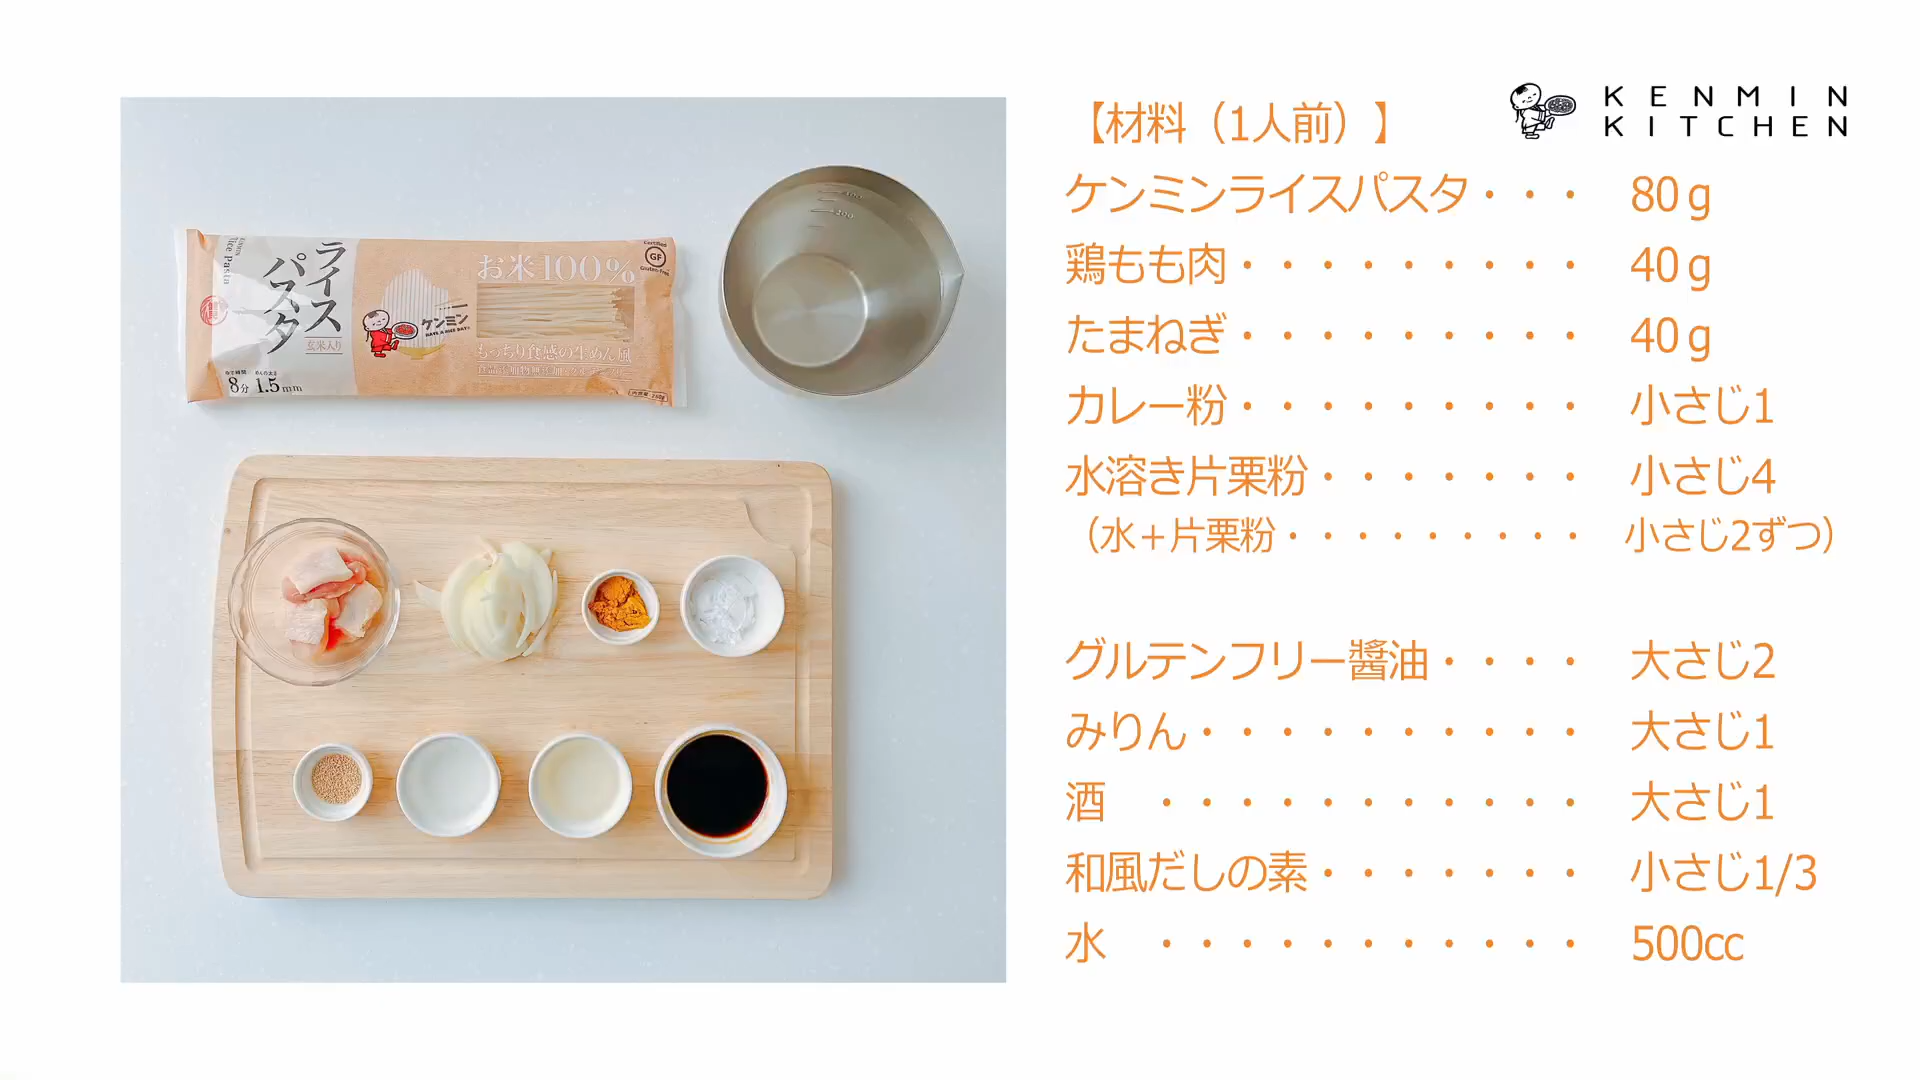 KENMIN
KITCHEN
【材料（1人前）】
ケンミンライスパスタ・・・　80g
鶏もも肉・・・・・・・・・　40g
たまねぎ・・・・・・・・・　40g
カレー粉・・・・・・・・・　小さじ1
水溶き片栗粉・・・・・・・　小さじ4
（水＋片栗粉・・・・・・・・・　小さじ2ずつ）
グルテンフリー醬油・・・・　大さじ2
みりん・・・・・・・・・・　大さじ1
酒　・・・・・・・・・・・　大さじ1
和風だしの素・・・・・・・　小さじ1/3
水　・・・・・・・・・・・　500cc
ライス
パスタ
玄米入り
8分 1.5mm
ケンミン
お米100%
もっちり食感の生めん風
GF